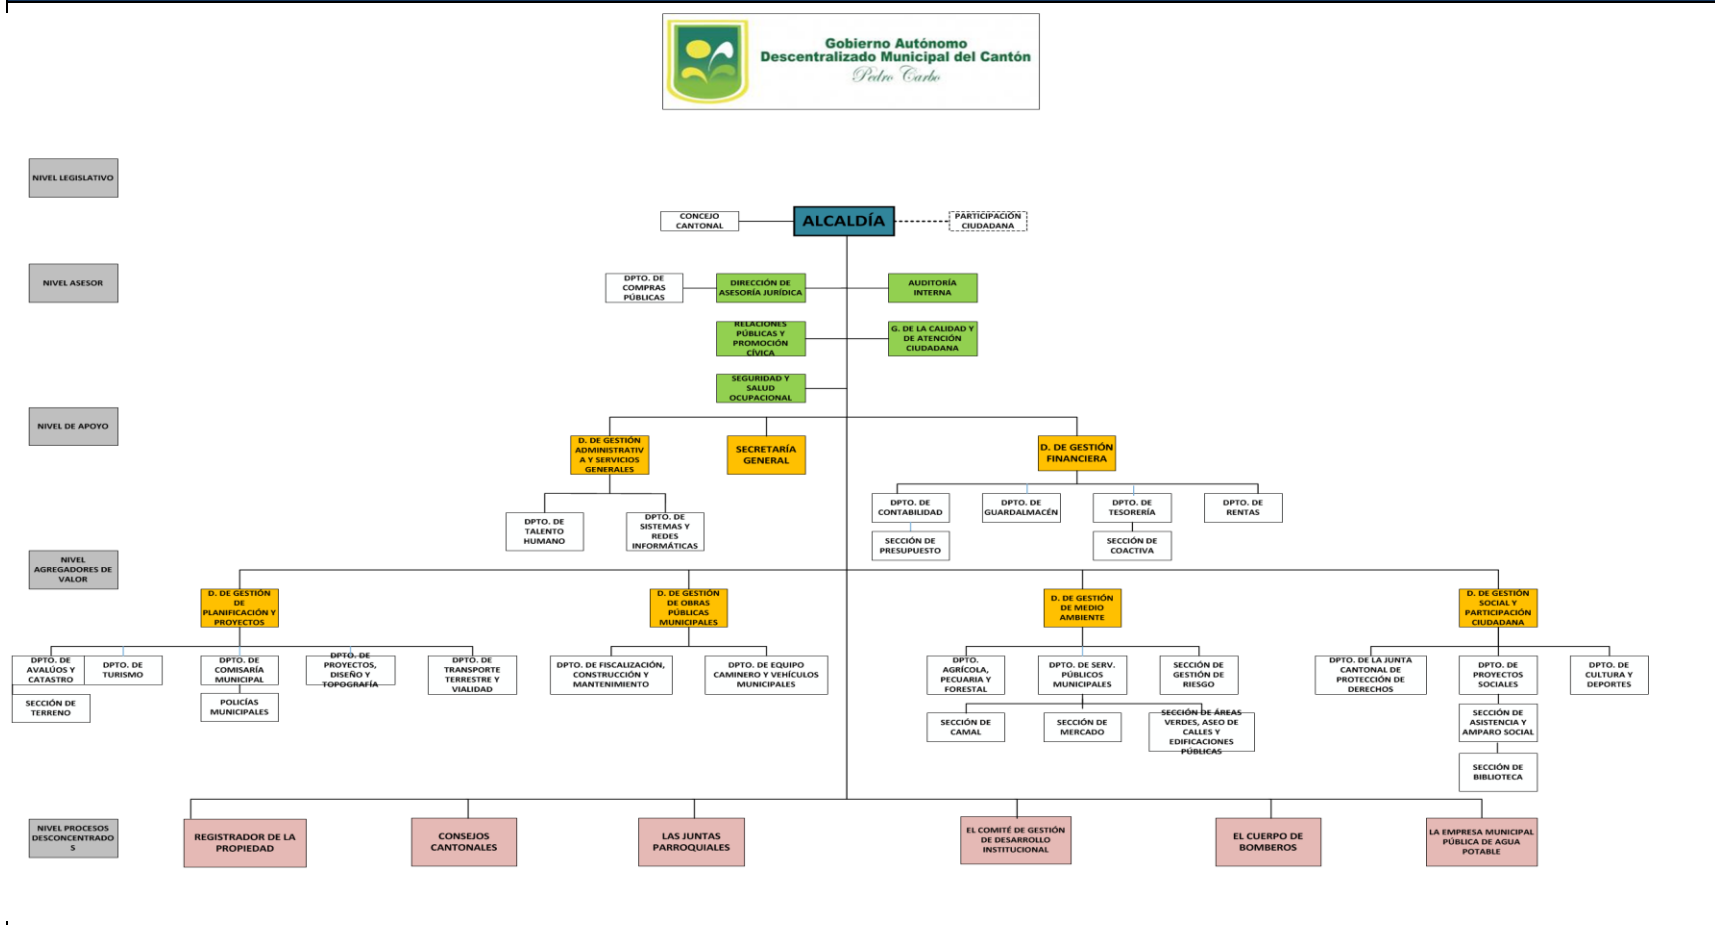 Gobierno Autónomo
Descentralizado Municipal del Cantón
Pedro Carbo
NIVEL LEGISLATIVO
CONCEJO
CANTONAL
ALCALDÍA
PARTICIPACIÓN
CIUDADANA
NIVEL ASESOR
DPTO. DE
COMPRAS
PÚBLICAS
DIRECCIÓN DE
ASESORÍA JURÍDICA
AUDITORÍA
INTERNA
RELACIONES
PÚBLICAS Y
PROMOCIÓN
CÍVICA
G. DE LA CALIDAD Y
DE ATENCIÓN
CIUDADANA
SEGURIDAD Y
SALUD
OCUPACIONAL
NIVEL DE APOYO
D. DE GESTIÓN
ADMINISTRATIV
A Y SERVICIOS
GENERALES
SECRETARÍA
GENERAL
D. DE GESTIÓN
FINANCIERA
DPTO. DE
TALENTO
HUMANO
DPTO. DE
SISTEMAS Y
REDES
INFORMÁTICAS
DPTO. DE
CONTABILIDAD
DPTO. DE
GUARDALMACÉN
DPTO. DE
TESORERÍA
DPTO. DE
RENTAS
SECCIÓN DE
PRESUPUESTO
SECCIÓN DE
COACTIVA
NIVEL
AGREGADORES DE
VALOR
D. DE GESTIÓN
DE
PLANIFICACIÓN Y
PROYECTOS
D. DE GESTIÓN
DE OBRAS
PÚBLICAS
MUNICIPALES
D. DE GESTIÓN
DE MEDIO
AMBIENTE
D. DE GESTIÓN
SOCIAL Y
PARTICIPACIÓN
CIUDADANA
DPTO. DE
AVALÚOS Y
CATASTRO
DPTO. DE
TURISMO
DPTO. DE
COMISARÍA
MUNICIPAL
DPTO. DE
PROYECTOS,
DISEÑO Y
TOPOGRAFÍA
DPTO. DE
TRANSPORTE
TERRESTRE Y
VIALIDAD
DPTO. DE FISCALIZACIÓN,
CONSTRUCCIÓN Y
MANTENIMIENTO
DPTO. DE EQUIPO
CAMINERO Y VEHÍCULOS
MUNICIPALES
DPTO.
AGRÍCOLA,
PECUARIA Y
FORESTAL
DPTO. DE SERV.
PÚBLICOS
MUNICIPALES
SECCIÓN DE
GESTIÓN DE
RIESGO
DPTO. DE LA JUNTA
CANTONAL DE
PROTECCIÓN DE
DERECHOS
DPTO. DE
PROYECTOS
SOCIALES
DPTO. DE
CULTURA Y
DEPORTES
SECCIÓN DE
TERRENO
POLICÍAS
MUNICIPALES
SECCIÓN DE
CAMAL
SECCIÓN DE
MERCADO
SECCIÓN DE ÁREAS
VERDES, ASEO DE
CALLES Y
EDIFICACIONES
PÚBLICAS
SECCIÓN DE
ASISTENCIA Y
AMPARO SOCIAL
SECCIÓN DE
BIBLIOTECA
NIVEL PROCESOS
DESCONCENTRADO
S
REGISTRADOR DE LA
PROPIEDAD
CONSEJOS
CANTONALES
LAS JUNTAS
PARROQUIALES
EL COMITÉ DE GESTIÓN
DE DESARROLLO
INSTITUCIONAL
EL CUERPO DE
BOMBEROS
LA EMPRESA MUNICIPAL
PÚBLICA DE AGUA
POTABLE